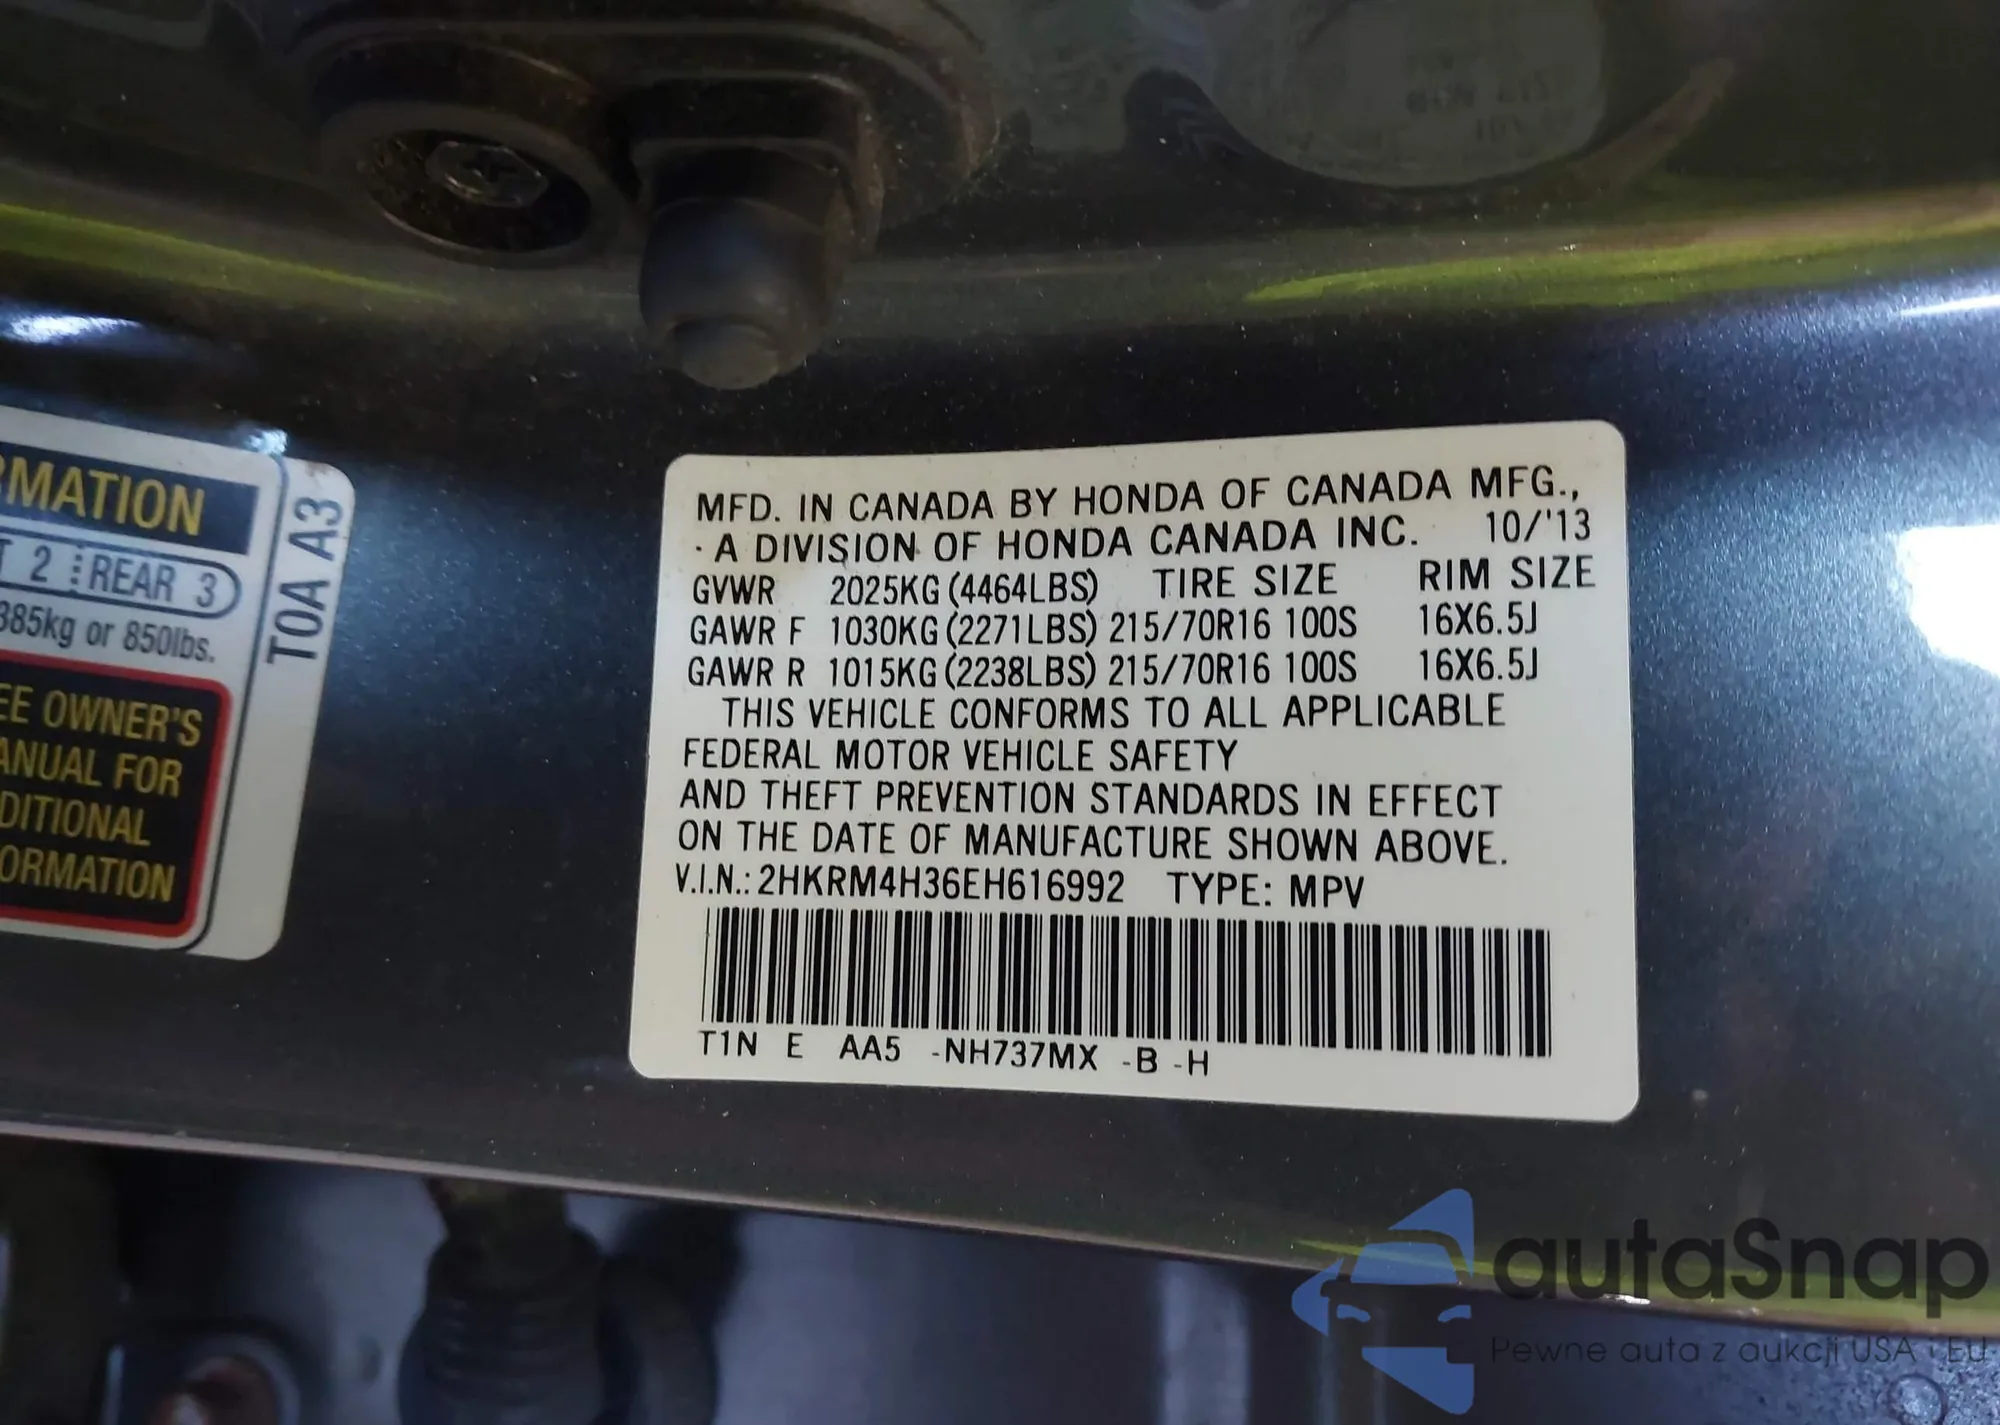 RMATION
T 2 REAR 3
385kg or 850lbs.
EE OWNER'S
ANUAL FOR
DITIONAL
ORMATION
T0A A3
MFD. IN CANADA BY HONDA OF CANADA MFG.,
A DIVISION OF HONDA CANADA INC. 10/'13
GVWR 2025KG (4464LBS) TIRE SIZE RIM SIZE
GAWR F 1030KG (2271LBS) 215/70R16 100S 16X6.5J
GAWR R 1015KG (2238LBS) 215/70R16 100S 16X6.5J
THIS VEHICLE CONFORMS TO ALL APPLICABLE
FEDERAL MOTOR VEHICLE SAFETY
AND THEFT PREVENTION STANDARDS IN EFFECT
ON THE DATE OF MANUFACTURE SHOWN ABOVE.
V.I.N.: 2HKRM4H36EH616992 TYPE: MPV
T1N E AA5 -NH737MX -B -H
autaSnap
Pewne auta z aukcji USA i EU